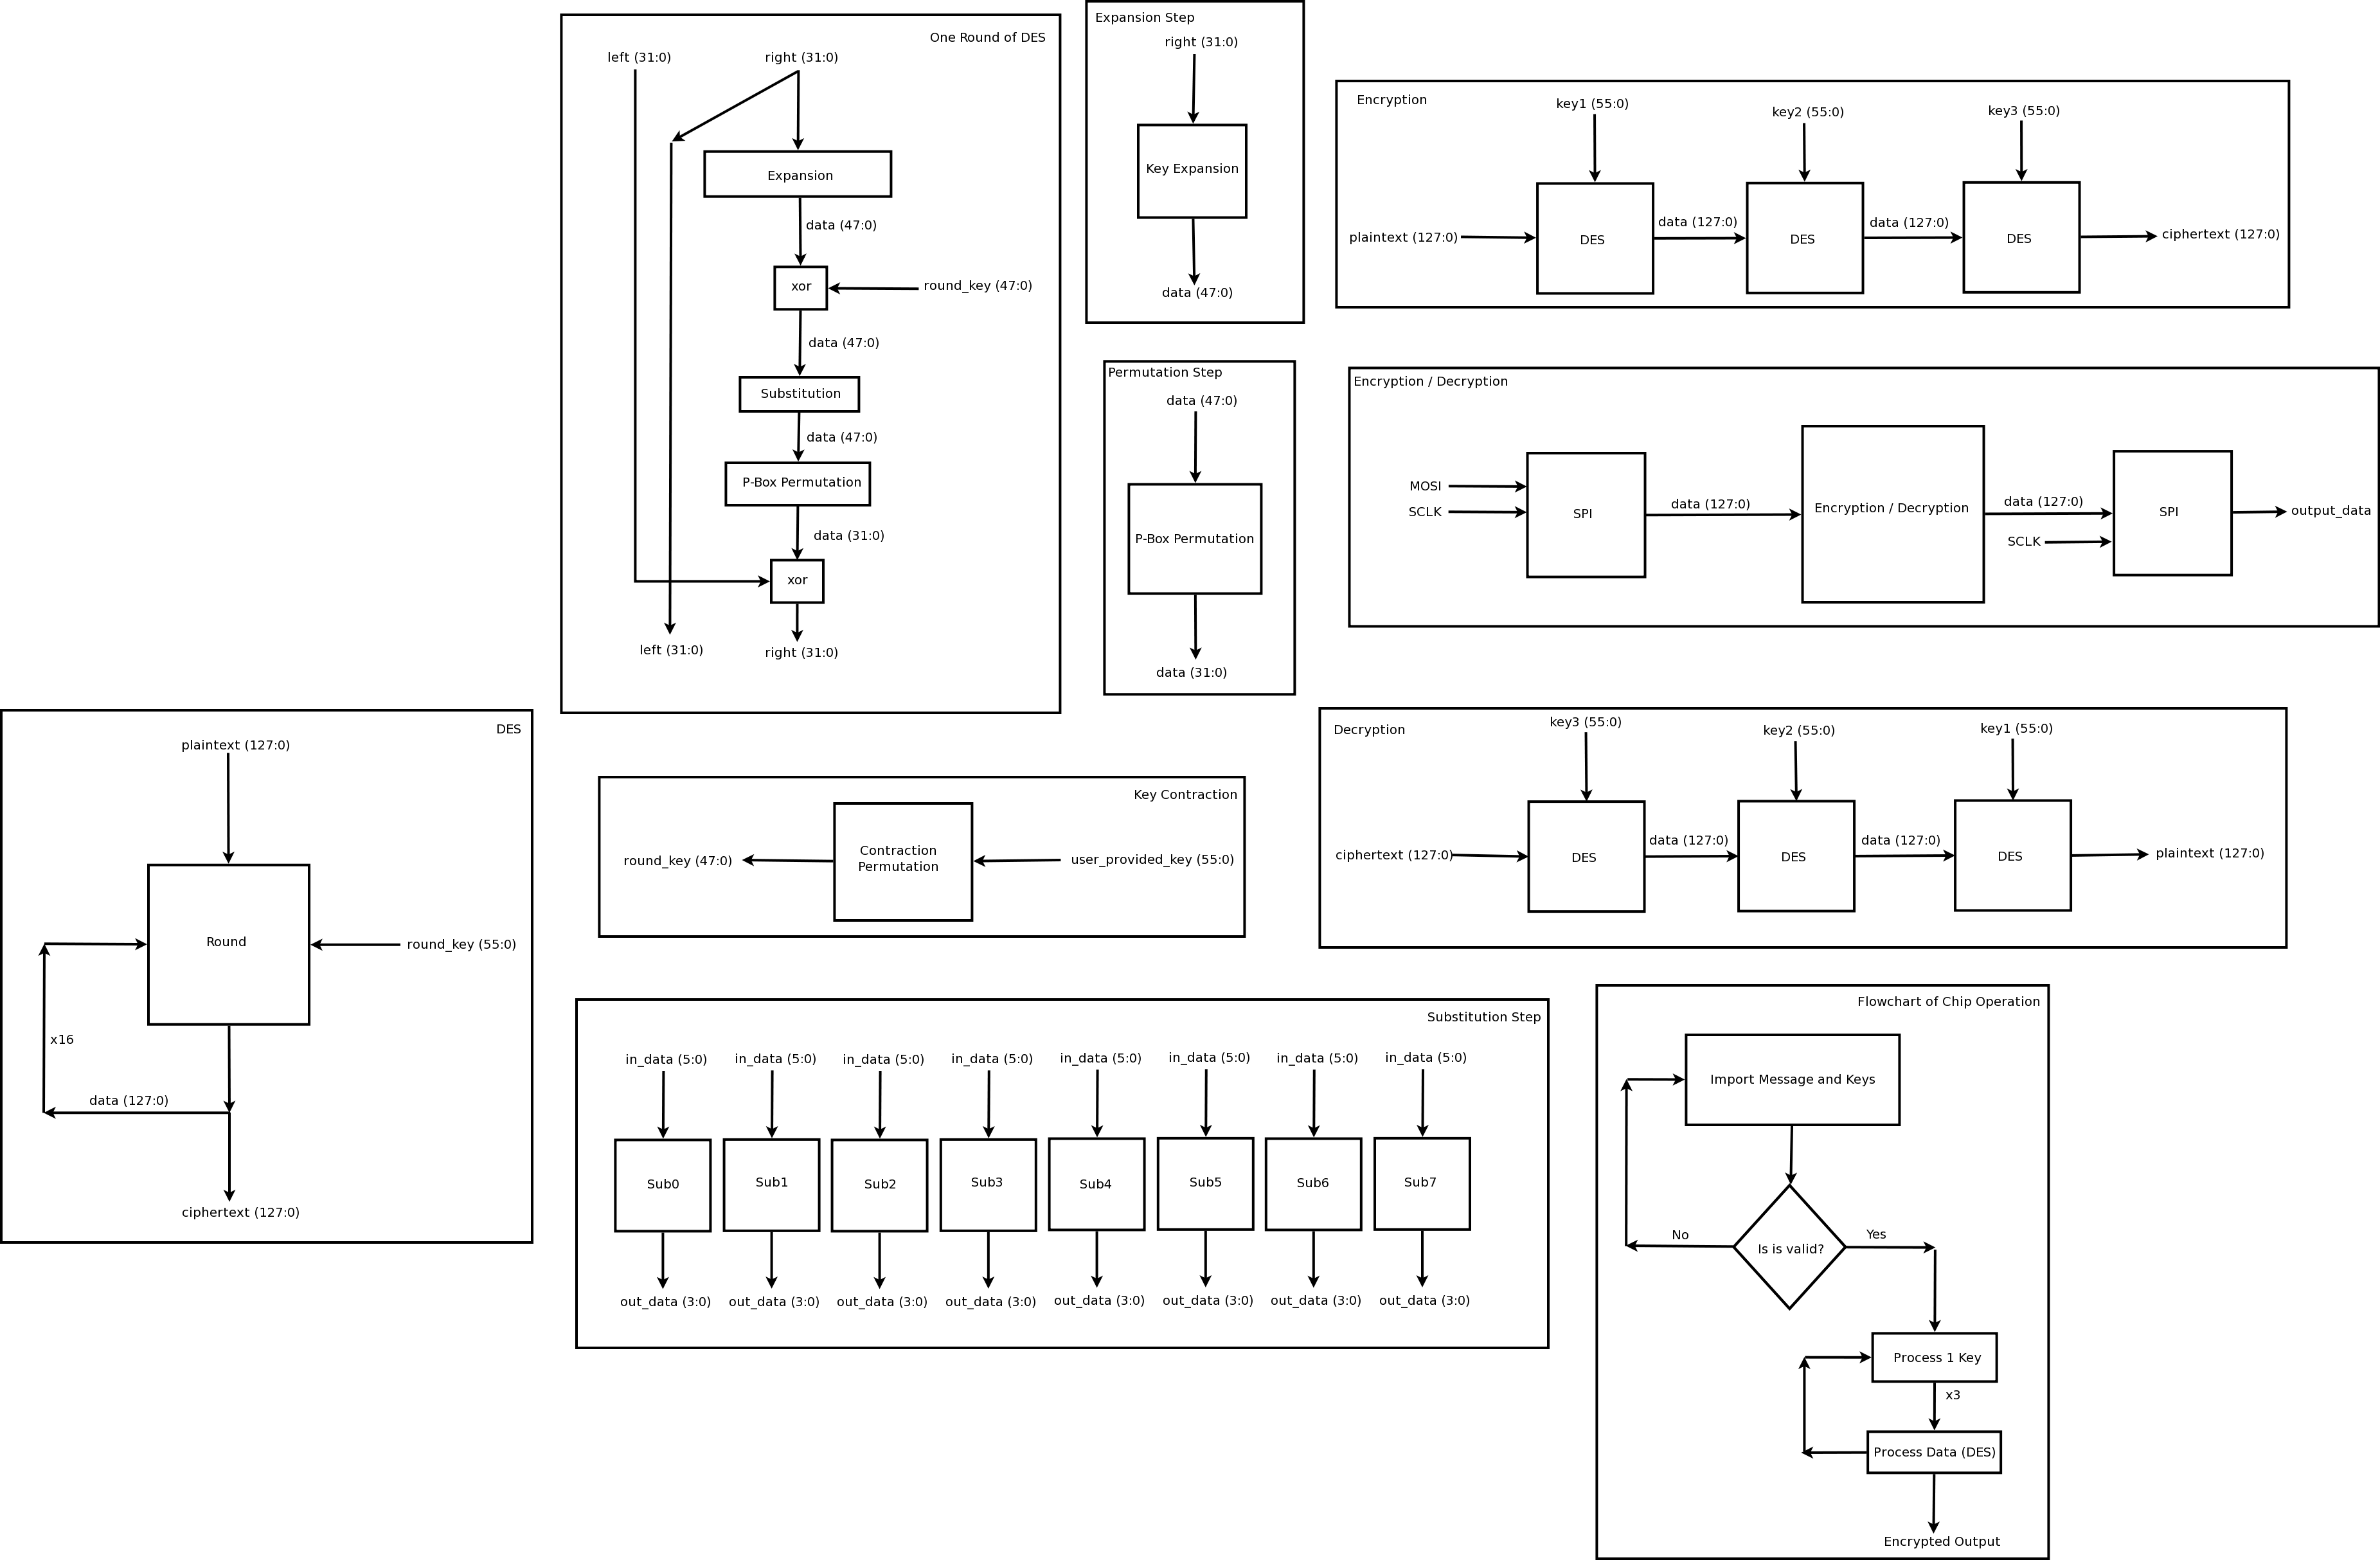 One Round of DES
left (31:0)
right (31:0)
Expansion
data (47:0)
xor
round_key (47:0)
data (47:0)
Substitution
data (47:0)
P-Box Permutation
data (31:0)
xor
left (31:0)
right (31:0)
Expansion Step
right (31:0)
Key Expansion
data (47:0)
Encryption
key1 (55:0)
key2 (55:0)
key3 (55:0)
plaintext (127:0)
DES
data (127:0)
DES
data (127:0)
DES
ciphertext (127:0)
Permutation Step
data (47:0)
P-Box Permutation
data (31:0)
Encryption / Decryption
MOSI
SCLK
SPI
data (127:0)
Encryption / Decryption
data (127:0)
SCLK
SPI
output_data
DES
plaintext (127:0)
Round
round_key (55:0)
x16
data (127:0)
ciphertext (127:0)
Key Contraction
round_key (47:0)
Contraction
Permutation
user_provided_key (55:0)
Decryption
key3 (55:0)
key2 (55:0)
key1 (55:0)
ciphertext (127:0)
DES
data (127:0)
DES
data (127:0)
DES
plaintext (127:0)
Substitution Step
in_data (5:0)
in_data (5:0)
in_data (5:0)
in_data (5:0)
in_data (5:0)
in_data (5:0)
in_data (5:0)
in_data (5:0)
Sub0
Sub1
Sub2
Sub3
Sub4
Sub5
Sub6
Sub7
out_data (3:0)
out_data (3:0)
out_data (3:0)
out_data (3:0)
out_data (3:0)
out_data (3:0)
out_data (3:0)
out_data (3:0)
Flowchart of Chip Operation
Import Message and Keys
No
Is is valid?
Yes
Process 1 Key
x3
Process Data (DES)
Encrypted Output